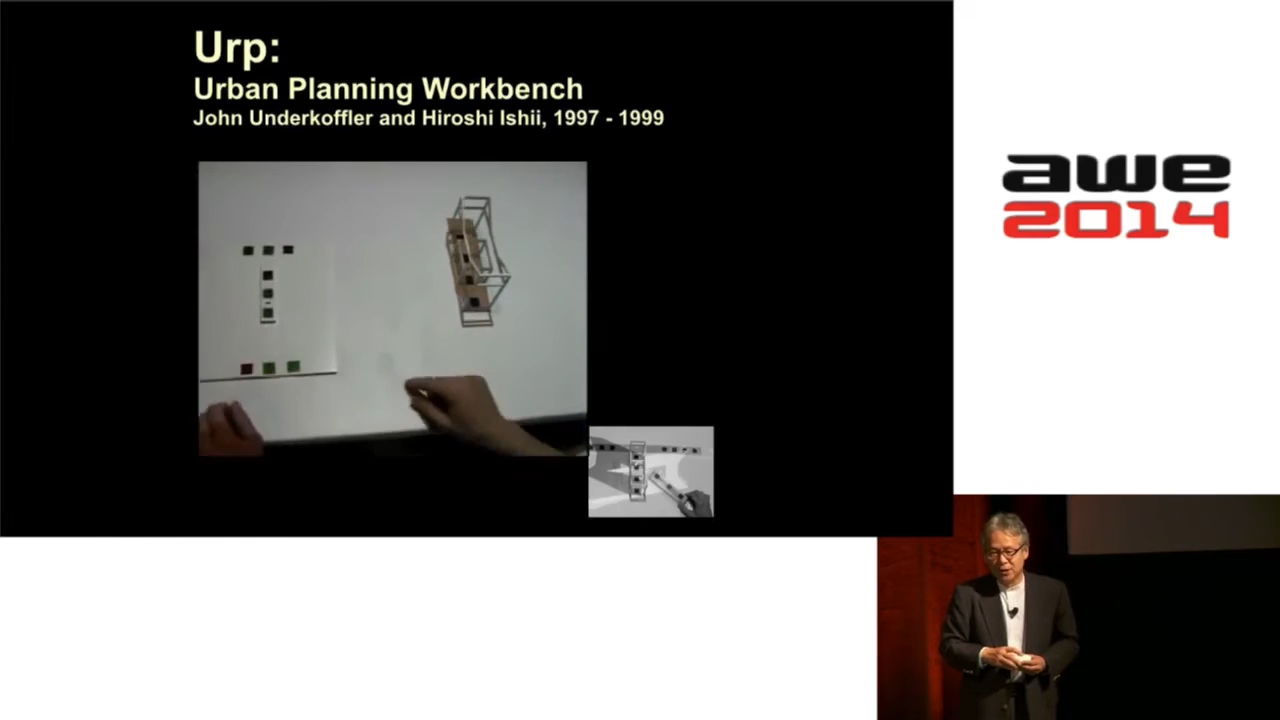 Urp:
Urban Planning Workbench
John Underkoffler and Hiroshi Ishii, 1997 - 1999
awe
2014